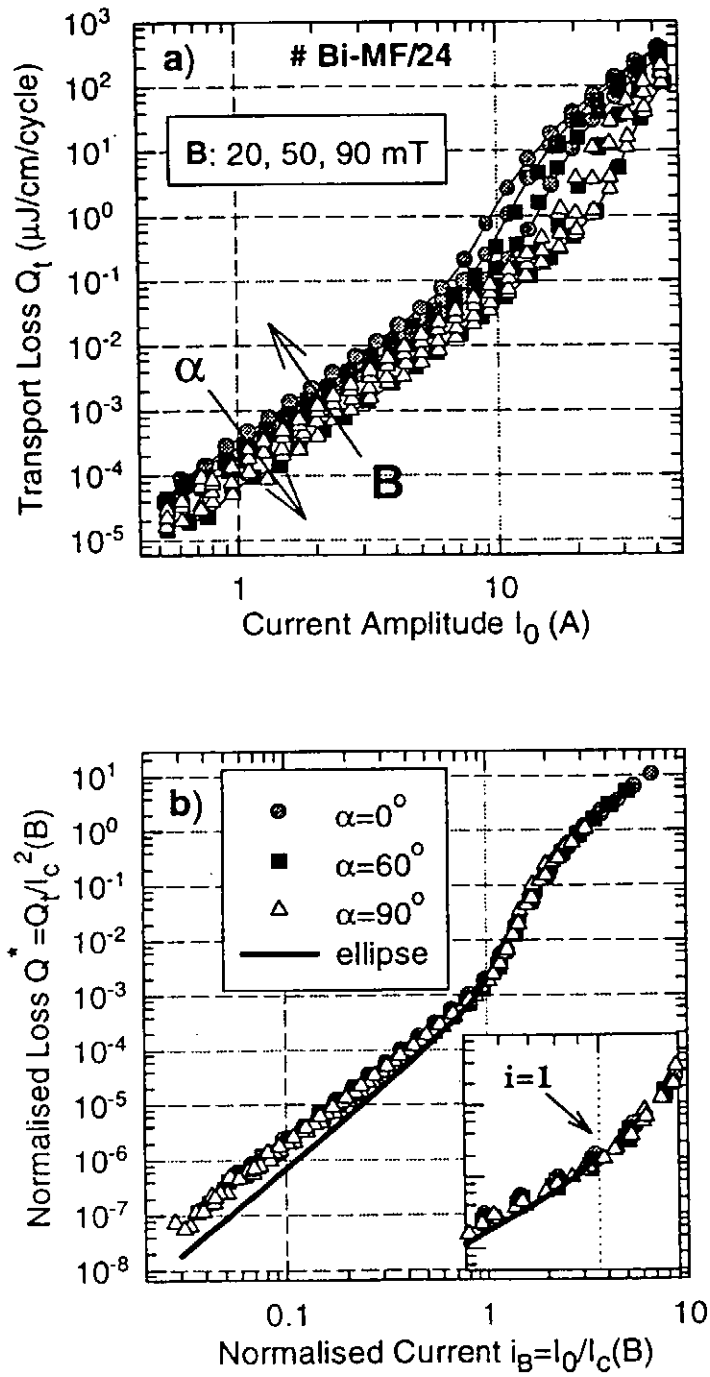 10³
a)
# Bi-MF/24
10²
B: 20, 50, 90 mT
10¹
10⁰
10⁻¹
10⁻²
10⁻³
10⁻⁴
10⁻⁵
α
B
Transport Loss Qₜ (μJ/cm/cycle)
1
10
Current Amplitude I₀ (A)
10¹
b)
α=0°
10⁰
α=60°
10⁻¹
α=90°
10⁻²
ellipse
10⁻³
10⁻⁴
i=1
10⁻⁵
10⁻⁶
10⁻⁷
10⁻⁸
Normalised Loss Q* =Qₜ/I_c²(B)
0.1
1
10
Normalised Current i_B=I₀/I_c(B)